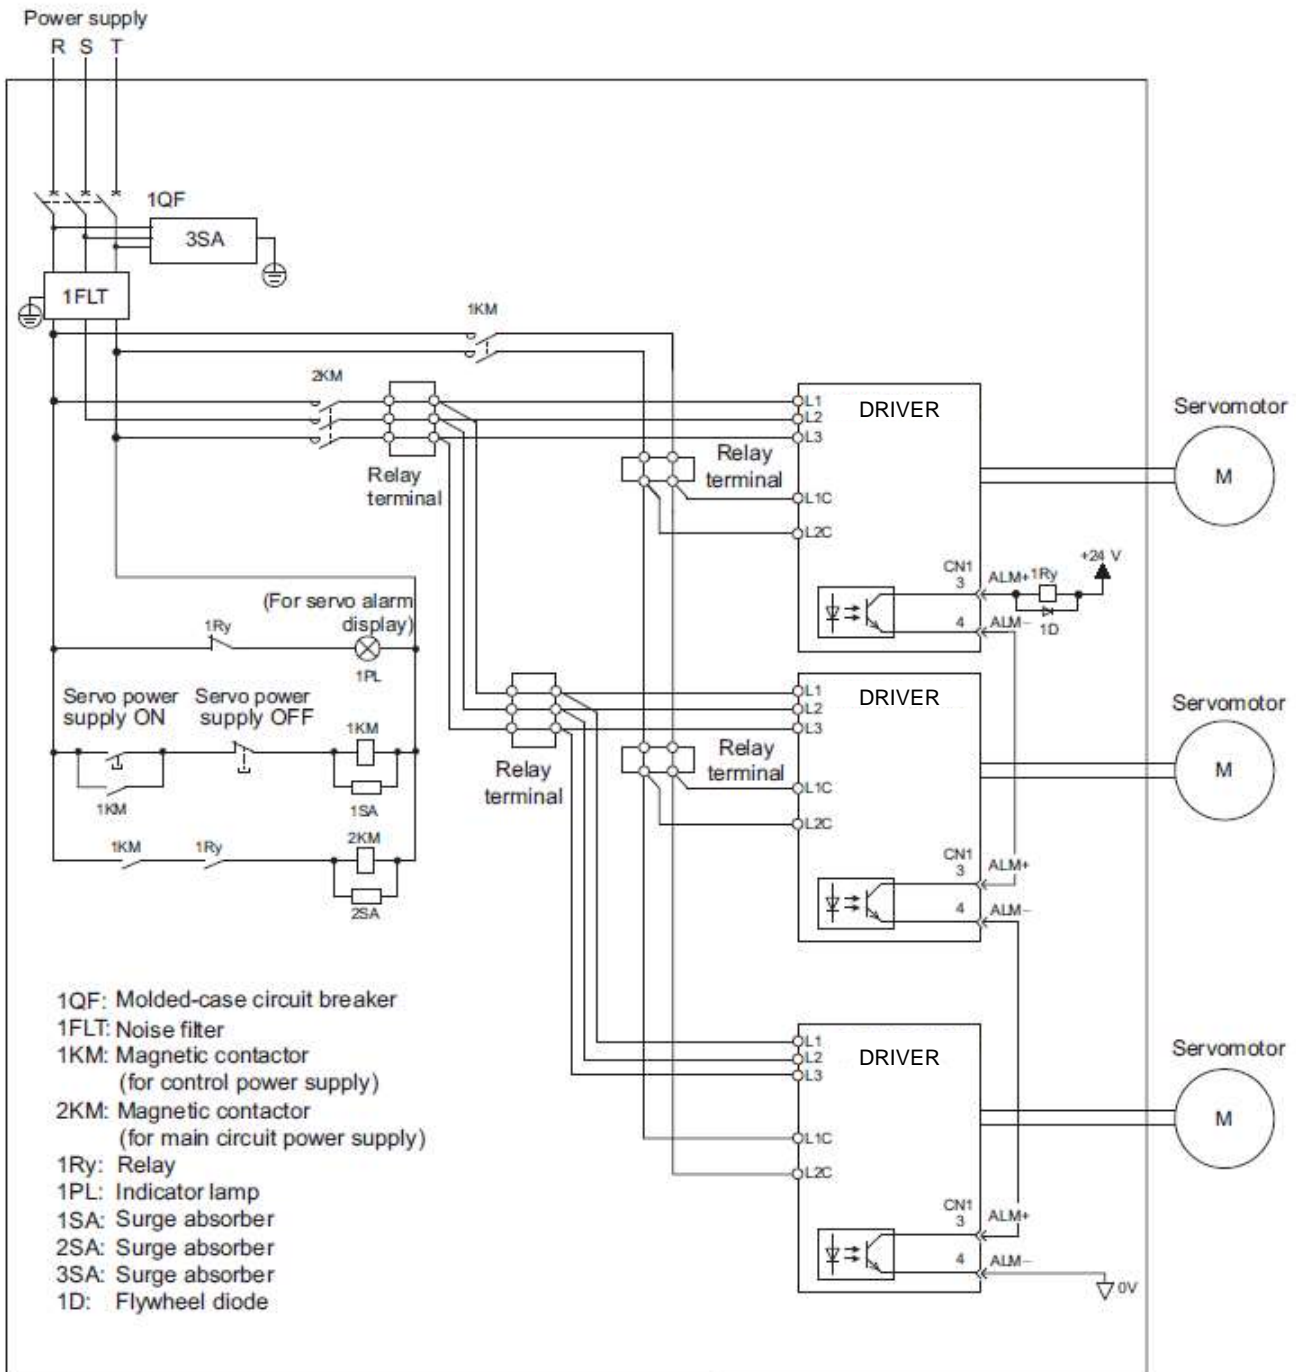 Power supply
R S T
1QF
3SA
1FLT
1KM
2KM
L1
L2
L3
DRIVER
Servomotor
Relay
terminal
Relay
terminal
M
L1C
L2C
+24 V
CN1
3
ALM+
1Ry
(For servo alarm
display)
4
ALM−
1D
1Ry
1PL
L1
L2
L3
DRIVER
Servomotor
Servo power
supply ON
Servo power
supply OFF
1KM
Relay
terminal
Relay
terminal
M
L1C
1KM
1SA
L2C
1KM
1Ry
2KM
CN1
3
ALM+
4
ALM−
2SA
1QF: Molded-case circuit breaker
1FLT: Noise filter
1KM: Magnetic contactor
(for control power supply)
2KM: Magnetic contactor
(for main circuit power supply)
1Ry: Relay
1PL: Indicator lamp
1SA: Surge absorber
2SA: Surge absorber
3SA: Surge absorber
1D: Flywheel diode
L1
L2
L3
DRIVER
Servomotor
M
L1C
L2C
CN1
3
ALM+
4
ALM−
0V